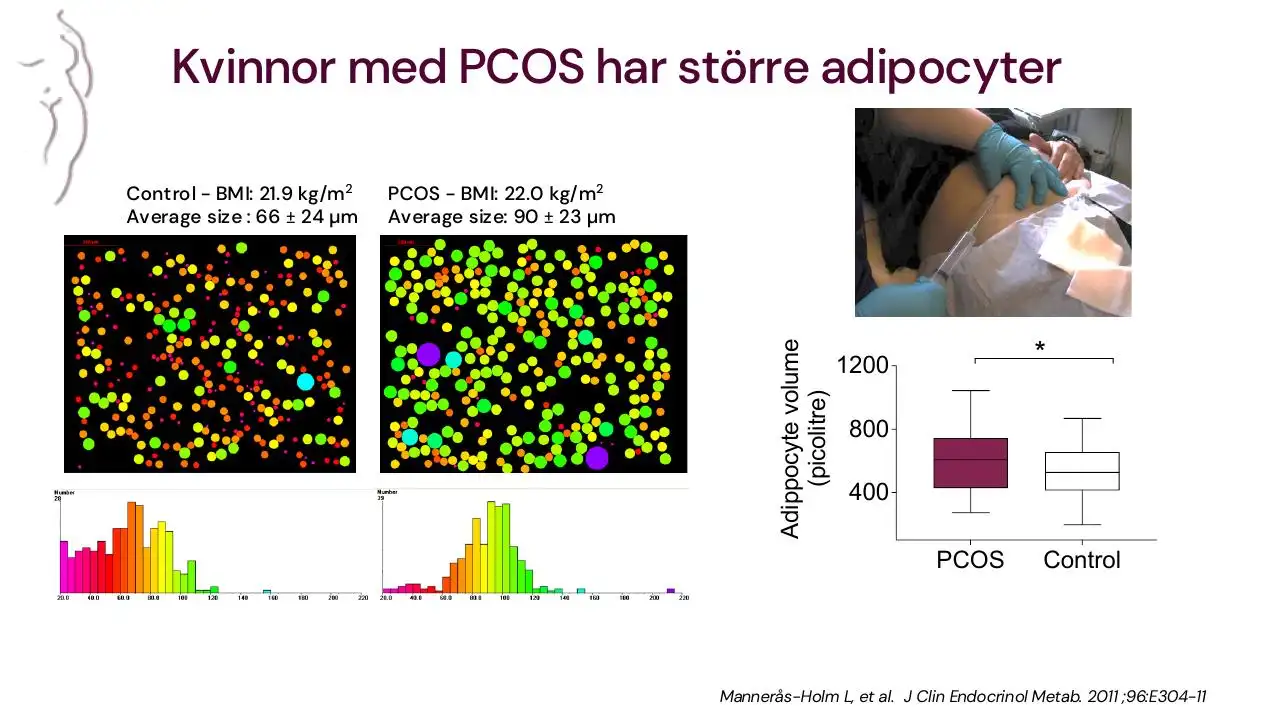 Kvinnor med PCOS har större adipocyter
Control - BMI: 21.9 kg/m²
Average size : 66 ± 24 µm
PCOS - BMI: 22.0 kg/m²
Average size: 90 ± 23 µm
Number
28
20.0 40.0 60.0 80.0 100 120 140 160 180 200 220
Number
29
20.0 40.0 60.0 80.0 100 120 140 160 180 200 220
Adippocyte volume
(picolitre)
*
1200
800
400
PCOS Control
Mannerås-Holm L, et al. J Clin Endocrinol Metab. 2011 ;96:E304-11